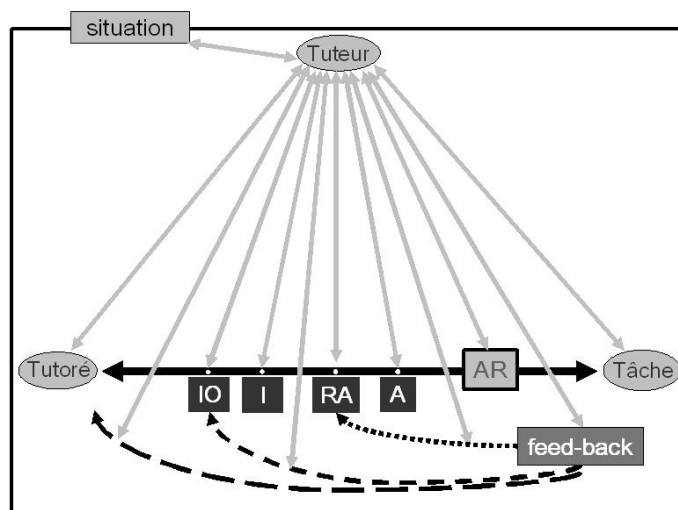 situation
Tuteur
Tutoré
IO
I
RA
A
AR
Tâche
feed-back